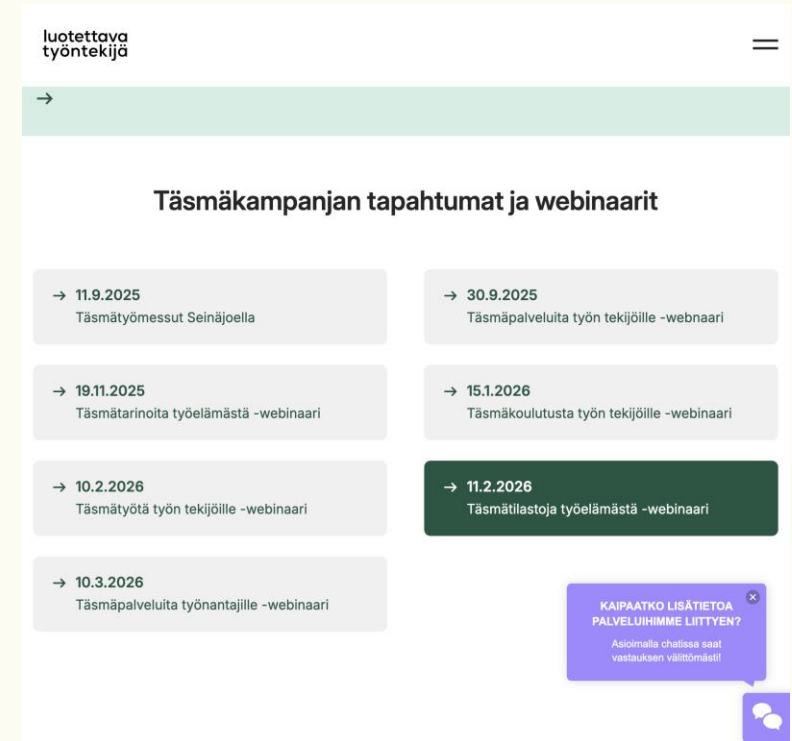 luotettava
työntekijä
→
Täsmäkampanjan tapahtumat ja webinaarit
→ 11.9.2025
Täsmätyömessut Seinäjoella
→ 30.9.2025
Täsmäpalveluita työn tekijöille -webnaari
→ 19.11.2025
Täsmätarinoita työelämästä -webinaari
→ 15.1.2026
Täsmäkoulutusta työn tekijöille -webinaari
→ 10.2.2026
Täsmätyötä työn tekijöille -webinaari
→ 11.2.2026
Täsmätilastoja työelämästä -webinaari
→ 10.3.2026
Täsmäpalveluita työnantajille -webinaari
KAIPAATKO LISÄTIETOA
PALVELUIHIMME LIITTYEN?
Asioimalla chatissa saat
vastauksen välittömästi!